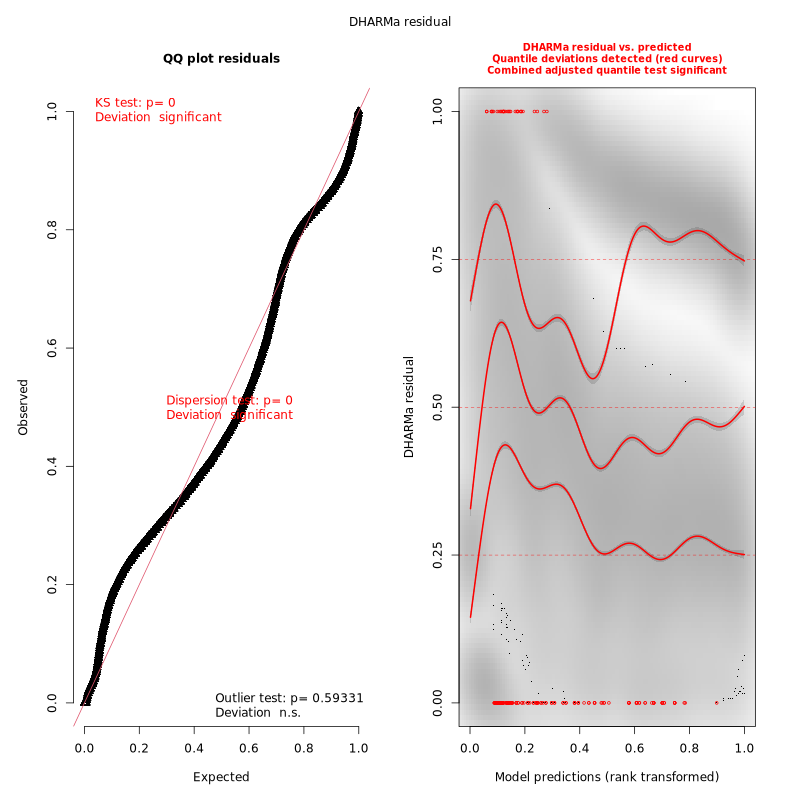 DHARMa residual
QQ plot residuals
KS test: p= 0
Deviation significant
Dispersion test: p= 0
Deviation significant
Outlier test: p= 0.59331
Deviation n.s.
Observed
0.0 0.2 0.4 0.6 0.8 1.0
0.0 0.2 0.4 0.6 0.8 1.0
Expected
DHARMa residual vs. predicted
Quantile deviations detected (red curves)
Combined adjusted quantile test significant
DHARMa residual
0.00 0.25 0.50 0.75 1.00
0.0 0.2 0.4 0.6 0.8 1.0
Model predictions (rank transformed)